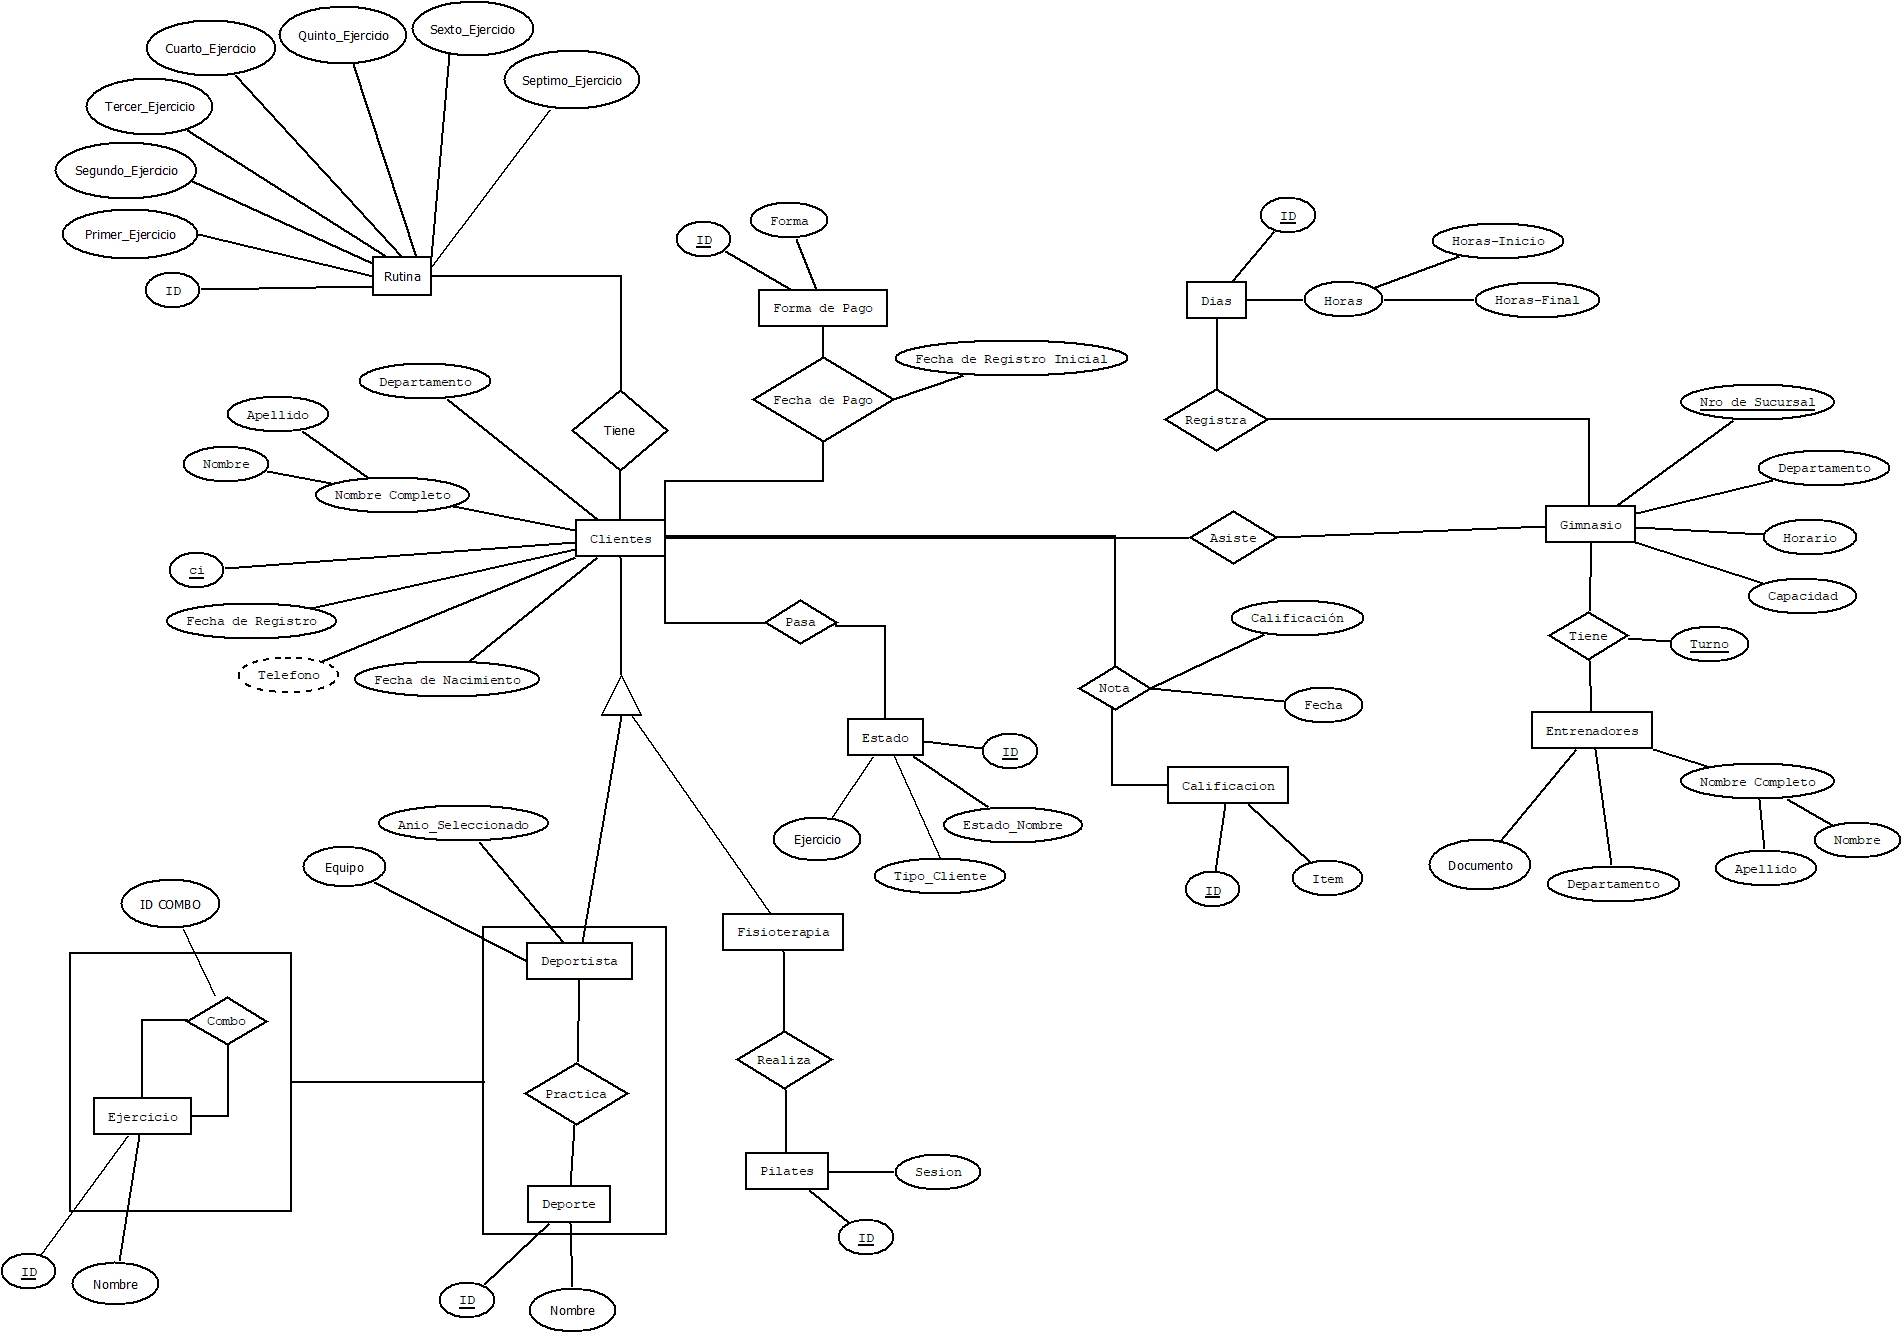 Sexto_Ejercicio
Quinto_Ejercicio
Cuarto_Ejercicio
Septimo_Ejercicio
Tercer_Ejercicio
Segundo_Ejercicio
Primer_Ejercicio
ID
Rutina
ID
Forma
Forma de Pago
Fecha de Registro Inicial
Fecha de Pago
ID
Horas-Inicio
Dias
Horas
Horas-Final
Registra
Departamento
Apellido
Nombre
Nombre Completo
Tiene
Clientes
ci
Fecha de Registro
Telefono
Fecha de Nacimiento
Asiste
Nro de Sucursal
Departamento
Gimnasio
Horario
Capacidad
Tiene
Turno
Entrenadores
Nombre Completo
Nombre
Apellido
Documento
Departamento
Pasa
Estado
ID
Ejercicio
Estado_Nombre
Tipo_Cliente
Calificación
Nota
Fecha
Calificacion
ID
Item
Anio_Seleccionado
Equipo
Deportista
Practica
Deporte
ID
Nombre
Fisioterapia
Realiza
Pilates
Sesion
ID
ID COMBO
Combo
Ejercicio
ID
Nombre